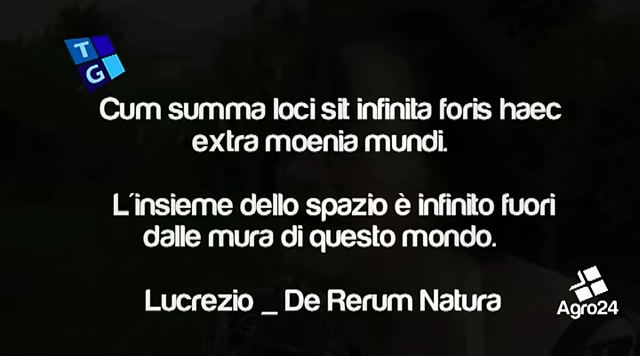 TG
Cum summa loci sit infinita foris haec
extra moenia mundi.
L´insieme dello spazio è infinito fuori
dalle mura di questo mondo.
Lucrezio _ De Rerum Natura
Agro24